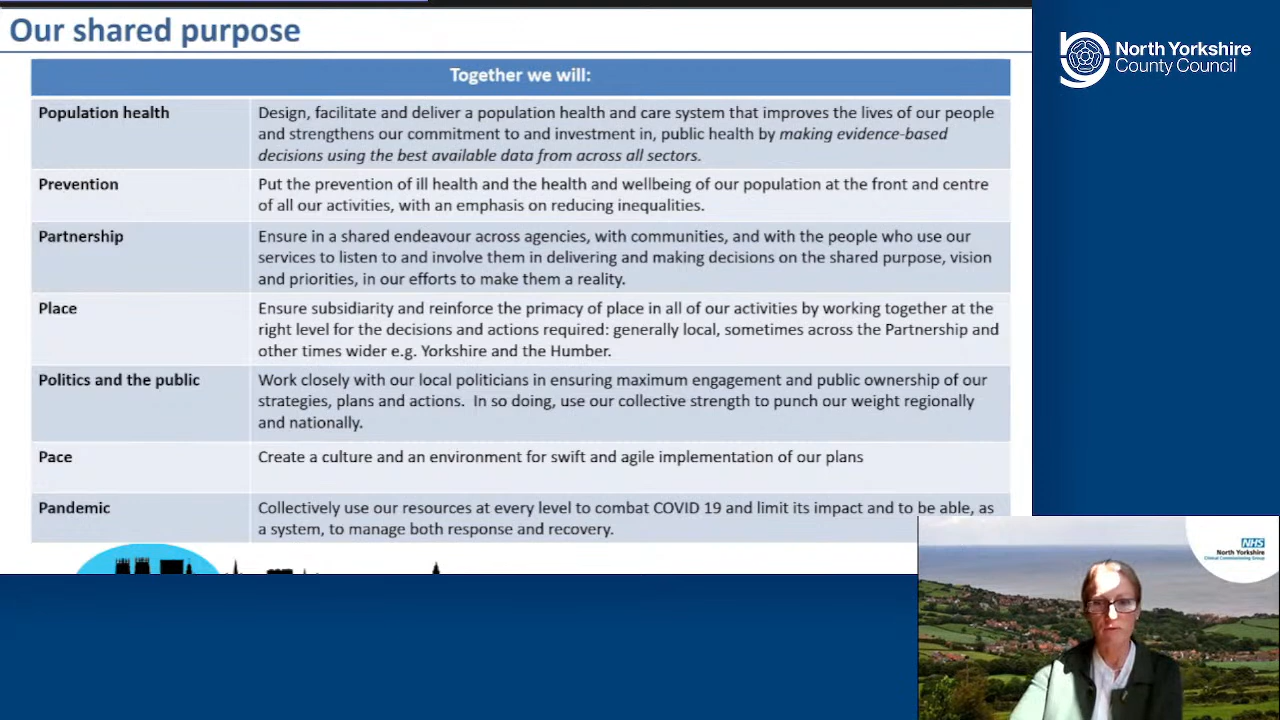 Our shared purpose
North Yorkshire
County Council
Together we will:
Population health
Design, facilitate and deliver a population health and care system that improves the lives of our people
and strengthens our commitment to and investment in, public health by making evidence-based
decisions using the best available data from across all sectors.
Prevention
Put the prevention of ill health and the health and wellbeing of our population at the front and centre
of all our activities, with an emphasis on reducing inequalities.
Partnership
Ensure in a shared endeavour across agencies, with communities, and with the people who use our
services to listen to and involve them in delivering and making decisions on the shared purpose, vision
and priorities, in our efforts to make them a reality.
Place
Ensure subsidiarity and reinforce the primacy of place in all of our activities by working together at the
right level for the decisions and actions required: generally local, sometimes across the Partnership and
other times wider e.g. Yorkshire and the Humber.
Politics and the public
Work closely with our local politicians in ensuring maximum engagement and public ownership of our
strategies, plans and actions. In so doing, use our collective strength to punch our weight regionally
and nationally.
Pace
Create a culture and an environment for swift and agile implementation of our plans
Pandemic
Collectively use our resources at every level to combat COVID 19 and limit its impact and to be able, as
a system, to manage both response and recovery.
NHS
North Yorkshire
Clinical Commissioning Group